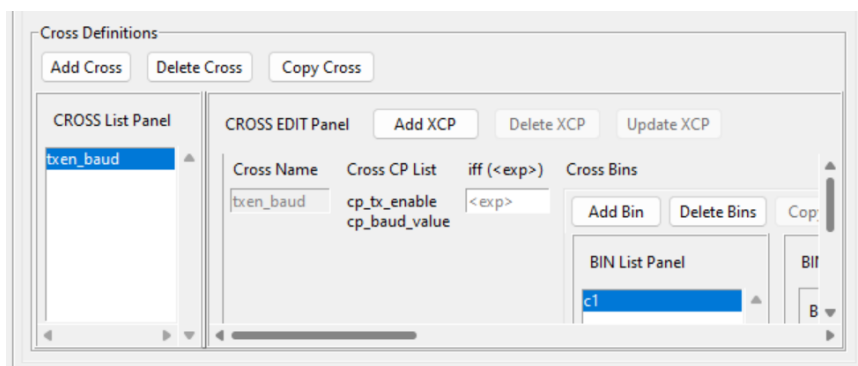 Cross Definitions
Add Cross Delete Cross Copy Cross
CROSS List Panel
txen_baud
CROSS EDIT Panel Add XCP Delete XCP Update XCP
Cross Name Cross CP List iff (<exp>) Cross Bins
txen_baud cp_tx_enable <exp>
cp_baud_value
Add Bin Delete Bins Cop
BIN List Panel BI
c1
B